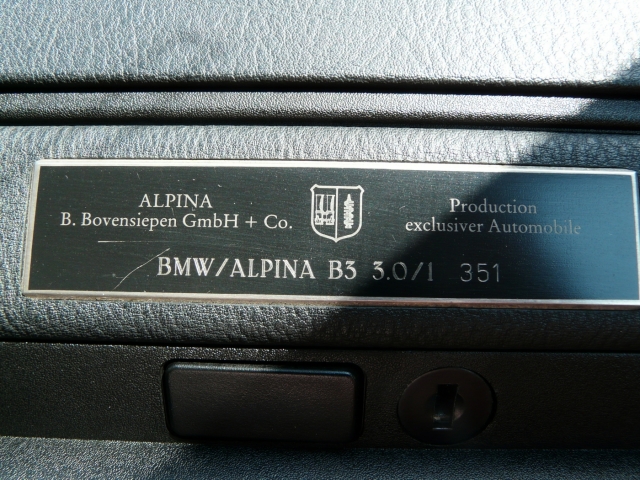 ALPINA
B. Bovensiepen GmbH + Co.
Production
exclusiver Automobile
BMW/ALPINA B3 3.0/1 351